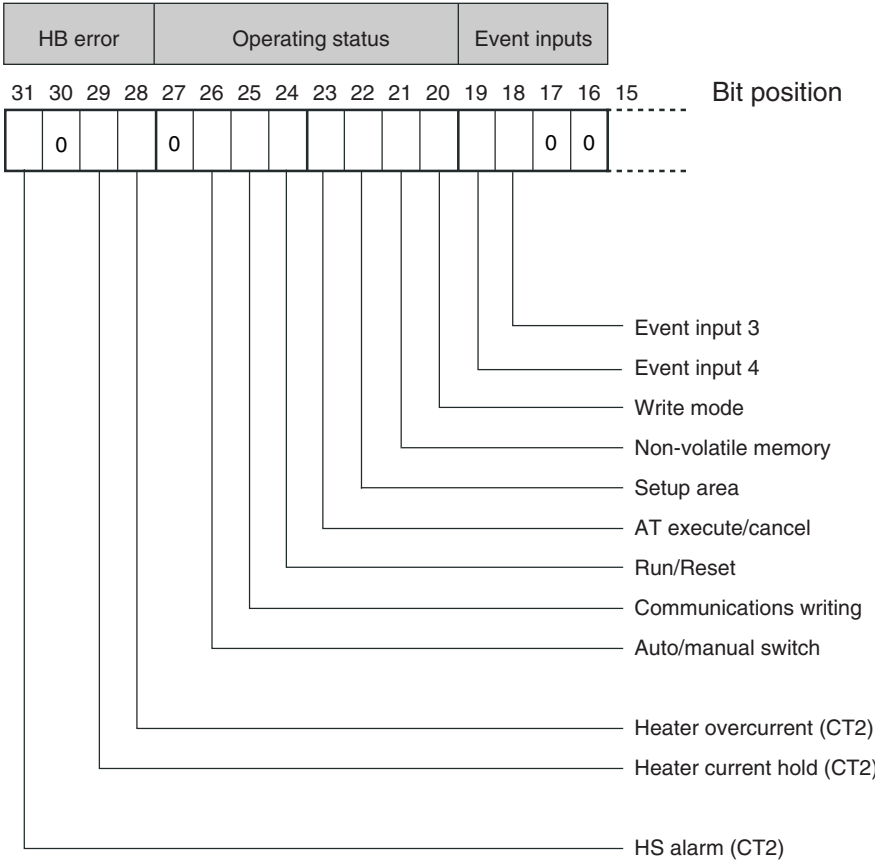 HB error Operating status Event inputs
31 30 29 28 27 26 25 24 23 22 21 20 19 18 17 16 15 Bit position
0 0 0 0
Event input 3
Event input 4
Write mode
Non-volatile memory
Setup area
AT execute/cancel
Run/Reset
Communications writing
Auto/manual switch
Heater overcurrent (CT2)
Heater current hold (CT2)
HS alarm (CT2)